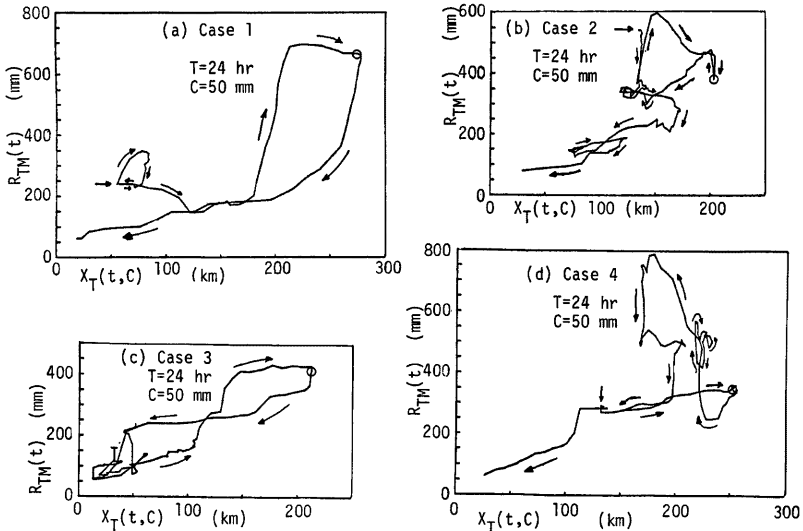 (a) Case 1
T=24 hr
C=50 mm
R_TM(t) (mm)
800
600
400
200
0
0
100
200
300
X_T(t,C) (km)
(b) Case 2
T=24 hr
C=50 mm
R_TM(t) (mm)
600
400
200
0
0
100
200
X_T(t,C) (km)
(c) Case 3
T=24 hr
C=50 mm
R_TM(t) (mm)
400
200
0
0
100
200
X_T(t,C) (km)
(d) Case 4
T=24 hr
C=50 mm
R_TM(t) (mm)
800
600
400
200
0
0
100
200
300
X_T(t,C) (km)